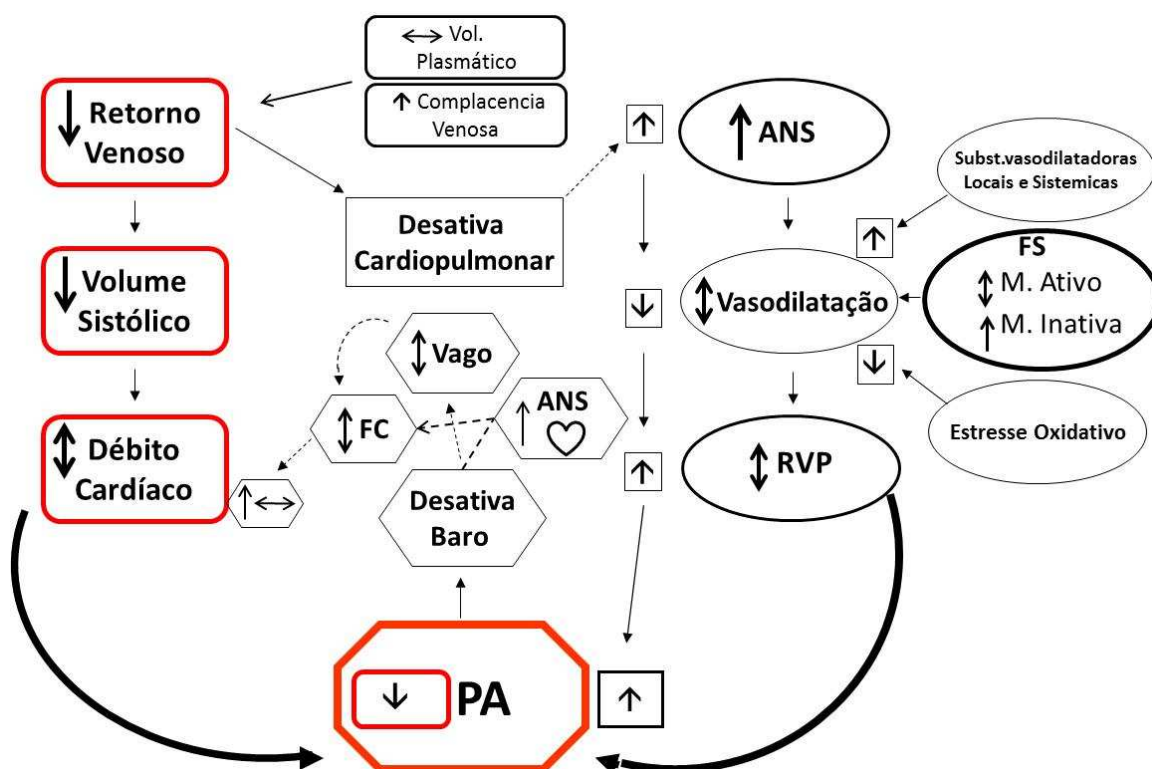 ↔ Vol.
Plasmático
↑ Complacencia
Venosa
↓ Retorno
Venoso
↑
↑ ANS
Subst.vasodilatadoras
Locais e Sistemicas
Desativa
Cardiopulmonar
↑
FS
↕ M. Ativo
↑ M. Inativa
↓ Volume
Sistólico
↓
↕ Vasodilatação
↕ Vago
↓
↑ ANS
♡
↕ FC
Estresse Oxidativo
↕ Débito
Cardíaco
↑ ↔
Desativa
Baro
↑
↕ RVP
↓ PA
↑